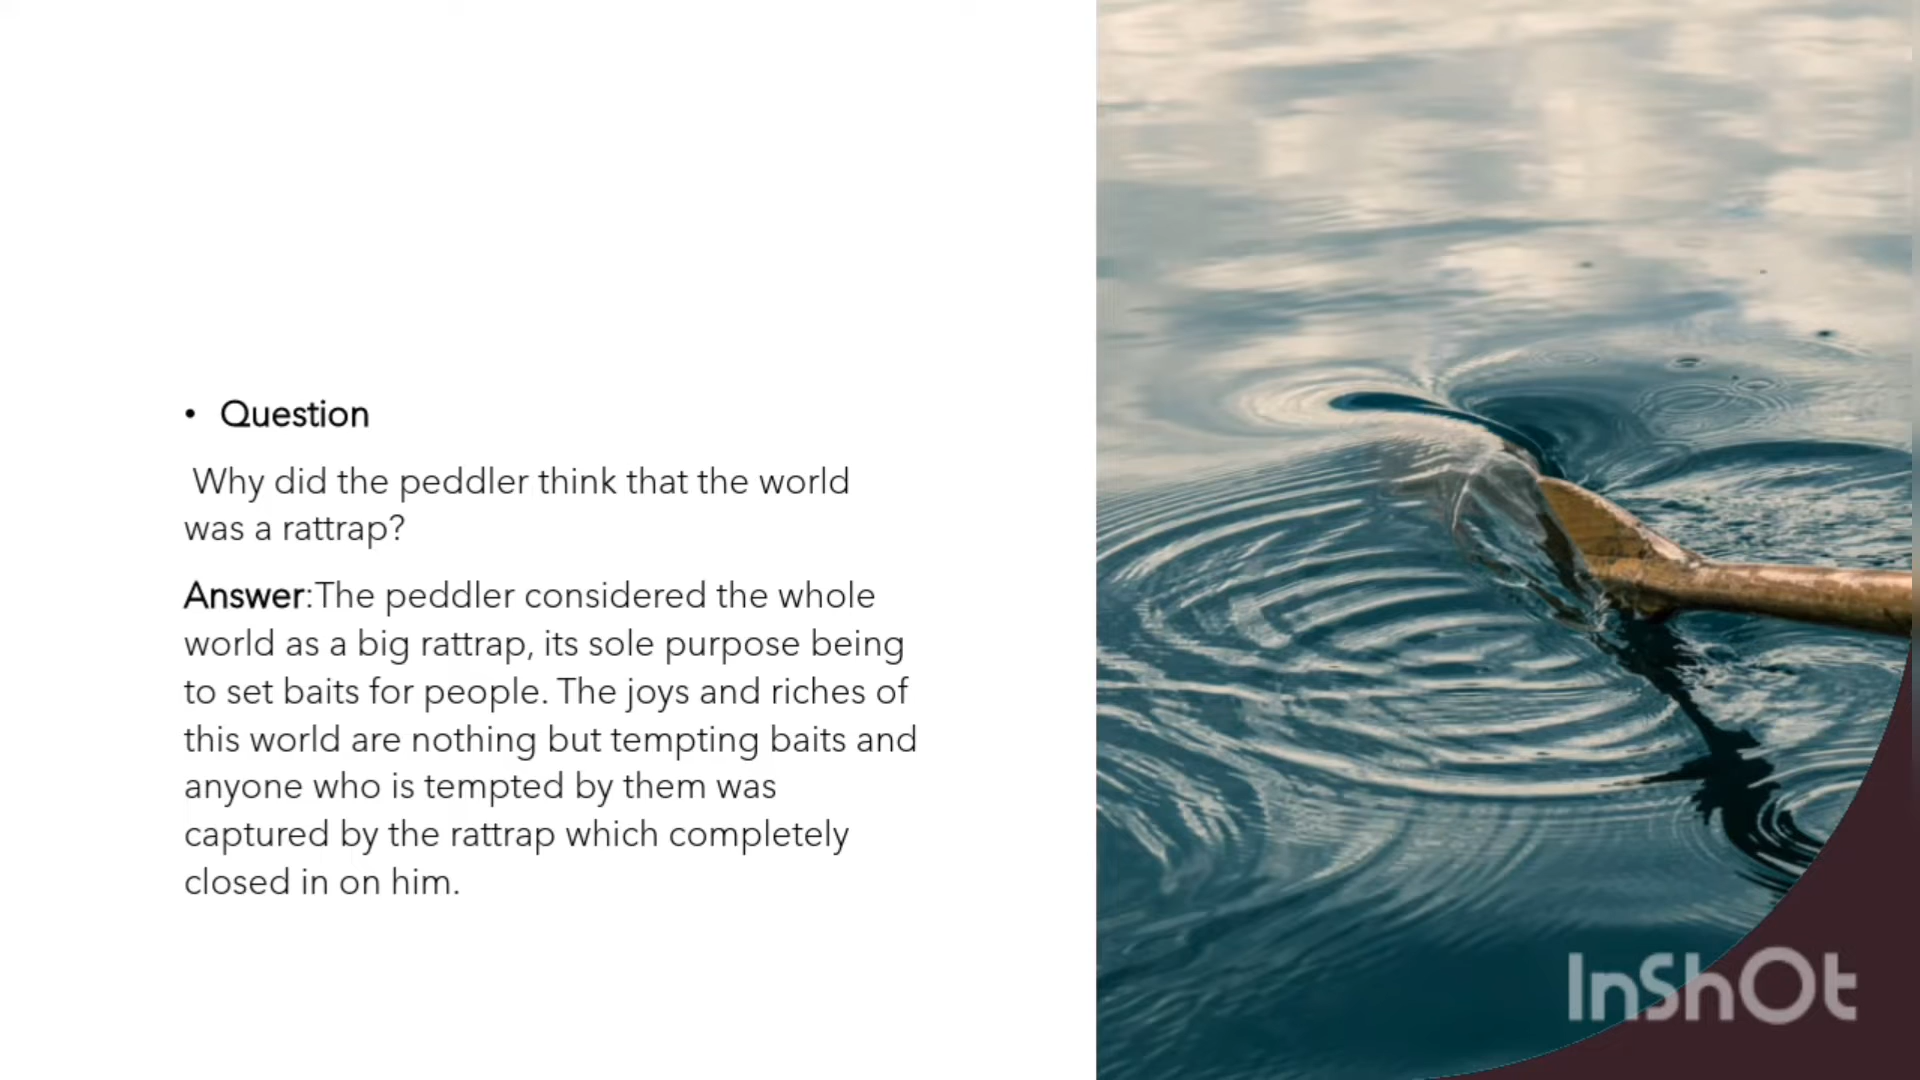 • Question
Why did the peddler think that the world
was a rattrap?
Answer:The peddler considered the whole
world as a big rattrap, its sole purpose being
to set baits for people. The joys and riches of
this world are nothing but tempting baits and
anyone who is tempted by them was
captured by the rattrap which completely
closed in on him.
InShOt